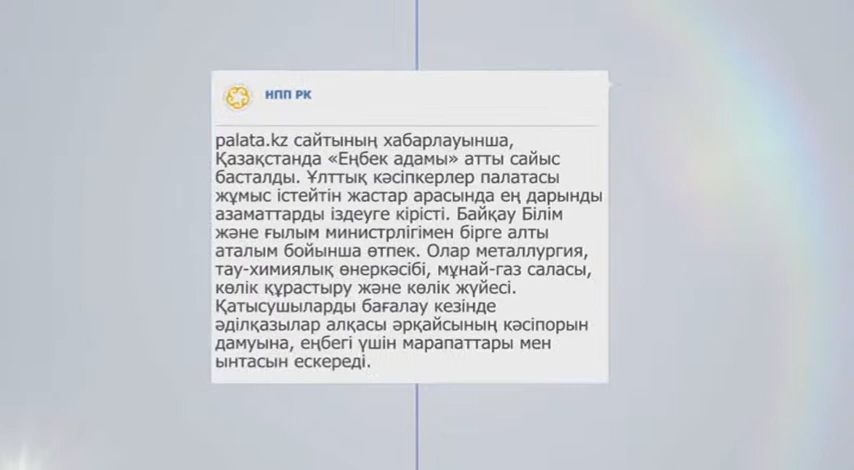 НПП РК
palata.kz сайтының хабарлауынша,
Қазақстанда «Еңбек адамы» атты сайыс
басталды. Ұлттық кәсіпкерлер палатасы
жұмыс істейтін жастар арасында ең дарынды
азаматтарды іздеуге кірісті. Байқау Білім
және ғылым министрлігімен бірге алты
аталым бойынша өтпек. Олар металлургия,
тау-химиялық өнеркәсібі, мұнай-газ саласы,
көлік құрастыру және көлік жүйесі.
Қатысушыларды бағалау кезінде
әділқазылар алқасы әрқайсының кәсіпорын
дамуына, еңбегі үшін марапаттары мен
ынтасын ескереді.